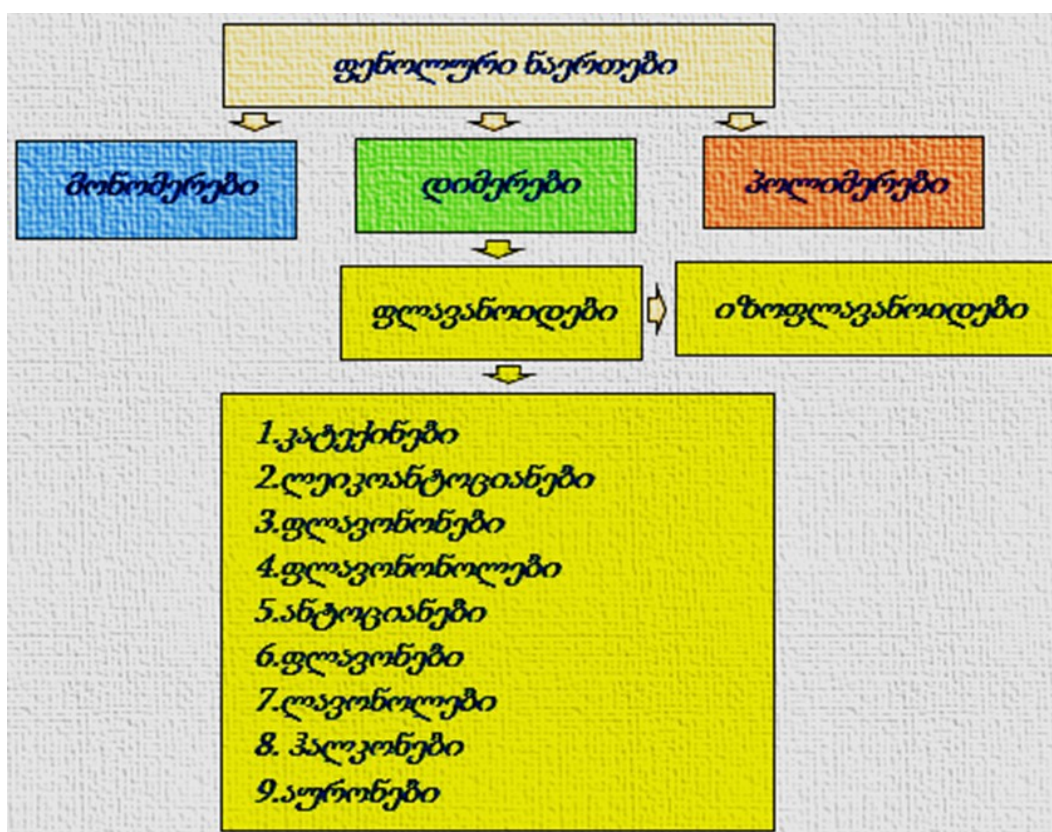 ფენოლური ნაერთები
მონომერები
დიმერები
პოლიმერები
ფლავანოიდები
იზოფლავანოიდები
1.კატექინები
2.ლეიკოანტოციანები
3.ფლავონონები
4.ფლავონონოლები
5.ანტოციანები
6.ფლავონები
7.ლავონოლები
8. ჰალკონები
9.აურონები